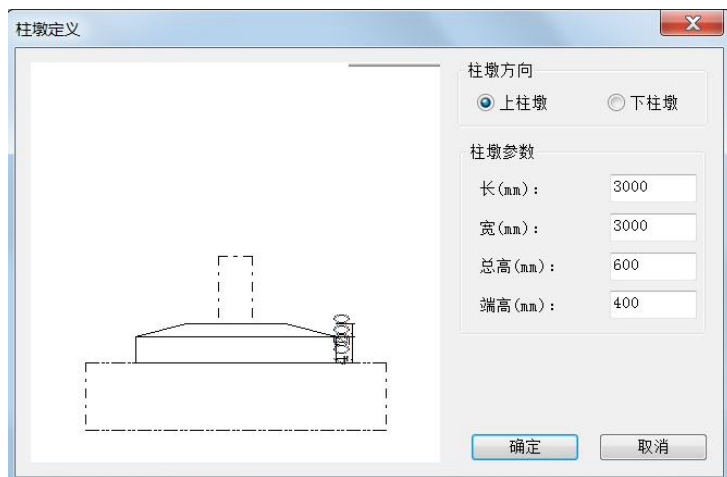 柱墩定义
柱墩方向
上柱墩 下柱墩
柱墩参数
长(mm): 3000
宽(mm): 3000
总高(mm): 600
端高(mm): 400
确定 取消